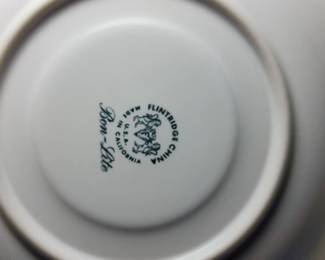 FLINTRIDGE CHINA
U.S.A.
MADE IN CALIFORNIA
Bon-Lite